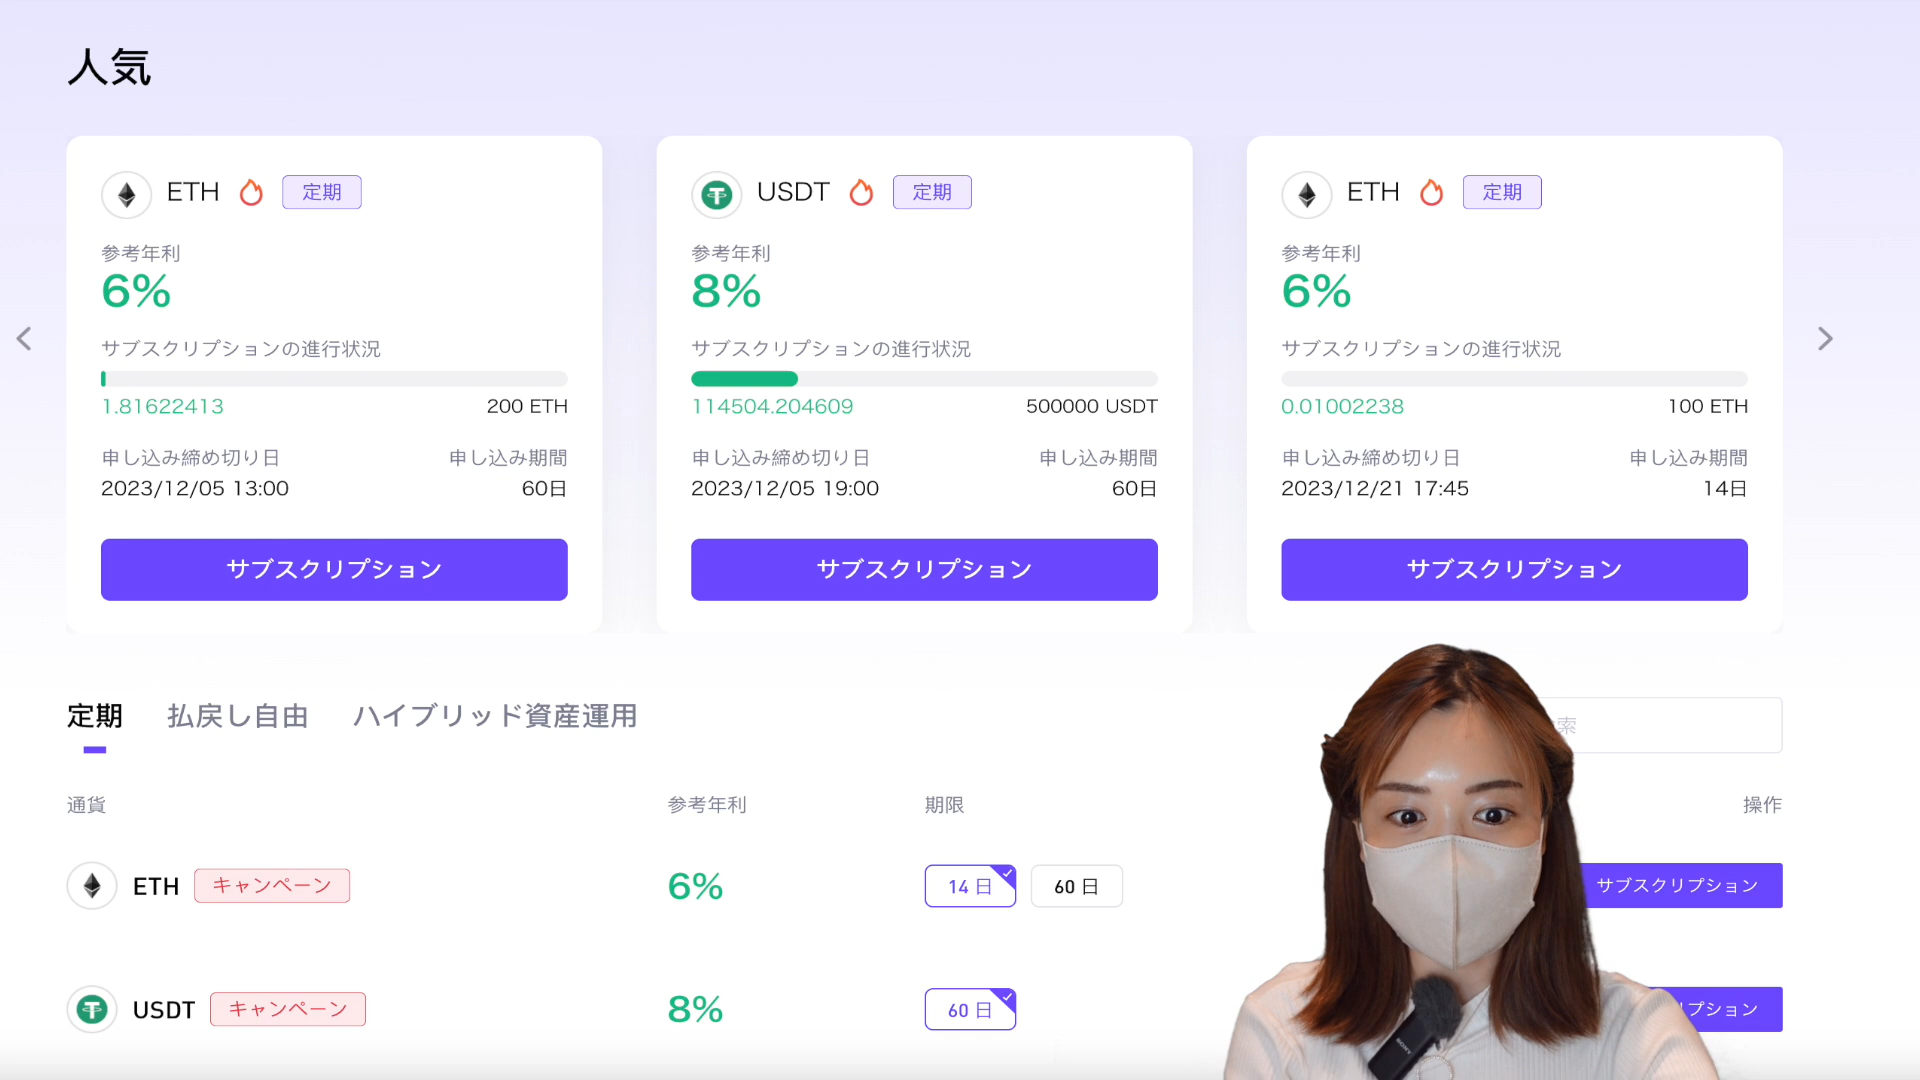 人気
ETH 定期
参考年利
6%
サブスクリプションの進行状況
1.81622413 200 ETH
申し込み締め切り日 申し込み期間
2023/12/05 13:00 60日
サブスクリプション
USDT 定期
参考年利
8%
サブスクリプションの進行状況
114504.204609 500000 USDT
申し込み締め切り日 申し込み期間
2023/12/05 19:00 60日
サブスクリプション
ETH 定期
参考年利
6%
サブスクリプションの進行状況
0.01002238 100 ETH
申し込み締め切り日 申し込み期間
2023/12/21 17:45 14日
サブスクリプション
定期 払戻し自由 ハイブリッド資産運用 索
通貨 参考年利 期限 操作
ETH キャンペーン 6% 14 日 60 日 サブスクリプション
USDT キャンペーン 8% 60 日 プション
SONY